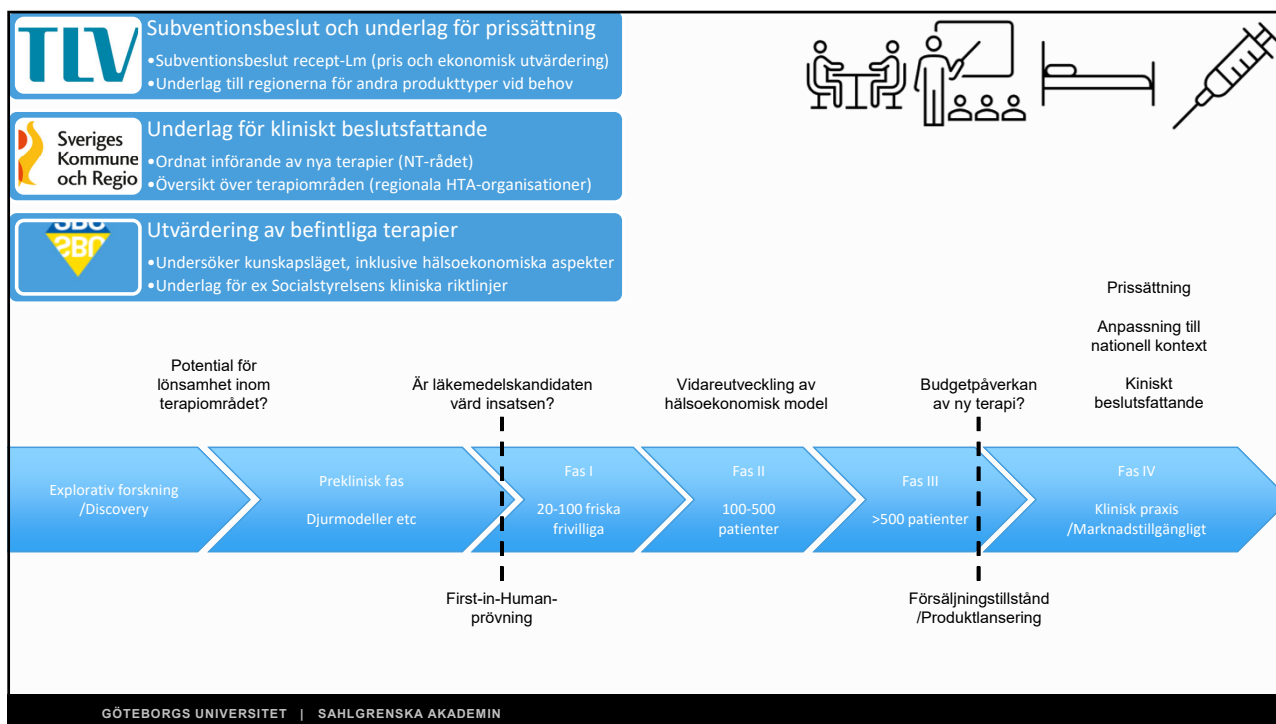 TLV
Subventionsbeslut och underlag för prissättning
•Subventionsbeslut recept-Lm (pris och ekonomisk utvärdering)
•Underlag till regionerna för andra produkttyper vid behov
Sveriges
Kommune
och Regio
Underlag för kliniskt beslutsfattande
•Ordnat införande av nya terapier (NT-rådet)
•Översikt över terapiområden (regionala HTA-organisationer)
SBU
Utvärdering av befintliga terapier
•Undersöker kunskapsläget, inklusive hälsoekonomiska aspekter
•Underlag för ex Socialstyrelsens kliniska riktlinjer
Prissättning
Anpassning till
nationell kontext
Kiniskt
beslutsfattande
Potential för
lönsamhet inom
terapiområdet?
Är läkemedelskandidaten
värd insatsen?
Vidareutveckling av
hälsoekonomisk model
Budgetpåverkan
av ny terapi?
Explorativ forskning
/Discovery
Preklinisk fas
Djurmodeller etc
Fas I
20-100 friska
frivilliga
Fas II
100-500
patienter
Fas III
>500 patienter
Fas IV
Klinisk praxis
/Marknadstillgängligt
First-in-Human-
prövning
Försäljningstillstånd
/Produktlansering
GÖTEBORGS UNIVERSITET | SAHLGRENSKA AKADEMIN